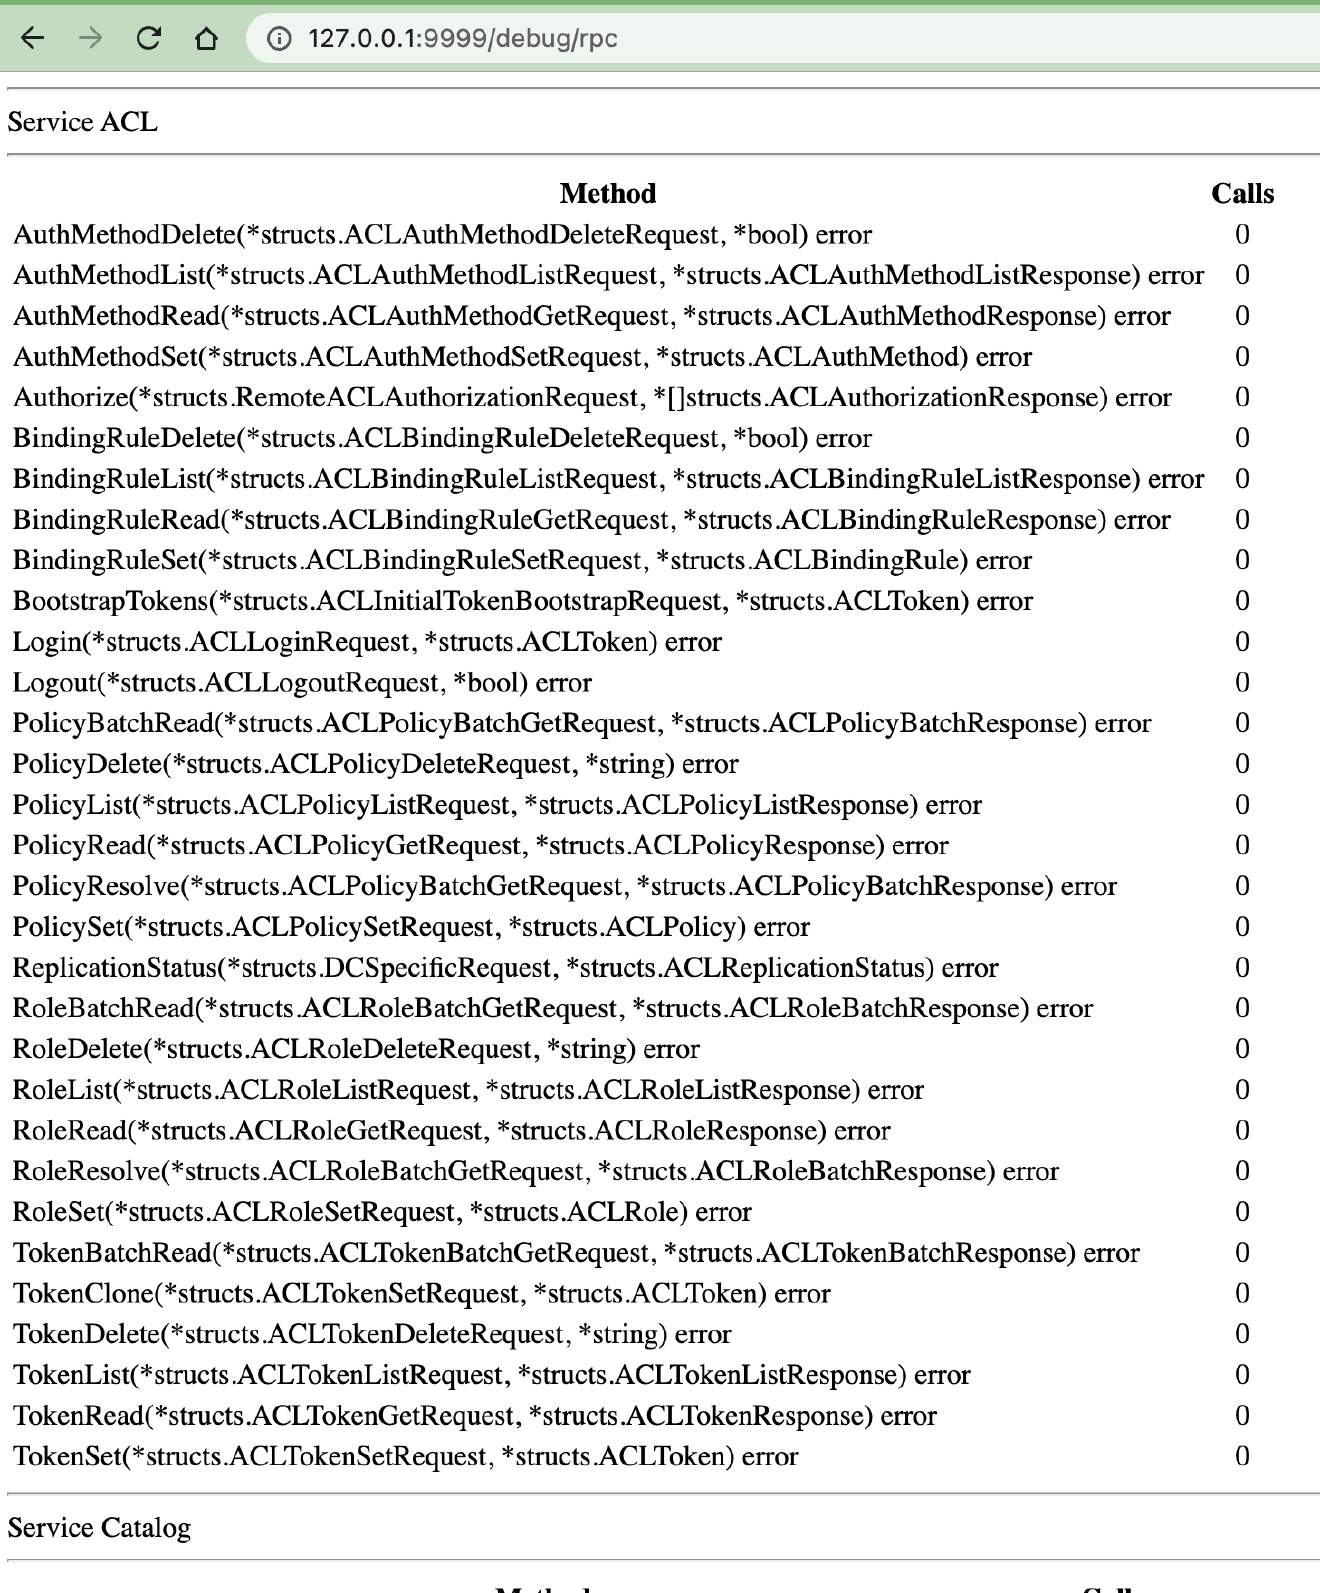 127.0.0.1:9999/debug/rpc
Service ACL
Method Calls
AuthMethodDelete(*structs.ACLAuthMethodDeleteRequest, *bool) error 0
AuthMethodList(*structs.ACLAuthMethodListRequest, *structs.ACLAuthMethodListResponse) error 0
AuthMethodRead(*structs.ACLAuthMethodGetRequest, *structs.ACLAuthMethodResponse) error 0
AuthMethodSet(*structs.ACLAuthMethodSetRequest, *structs.ACLAuthMethod) error 0
Authorize(*structs.RemoteACLAuthorizationRequest, *[]structs.ACLAuthorizationResponse) error 0
BindingRuleDelete(*structs.ACLBindingRuleDeleteRequest, *bool) error 0
BindingRuleList(*structs.ACLBindingRuleListRequest, *structs.ACLBindingRuleListResponse) error 0
BindingRuleRead(*structs.ACLBindingRuleGetRequest, *structs.ACLBindingRuleResponse) error 0
BindingRuleSet(*structs.ACLBindingRuleSetRequest, *structs.ACLBindingRule) error 0
BootstrapTokens(*structs.ACLInitialTokenBootstrapRequest, *structs.ACLToken) error 0
Login(*structs.ACLLoginRequest, *structs.ACLToken) error 0
Logout(*structs.ACLLogoutRequest, *bool) error 0
PolicyBatchRead(*structs.ACLPolicyBatchGetRequest, *structs.ACLPolicyBatchResponse) error 0
PolicyDelete(*structs.ACLPolicyDeleteRequest, *string) error 0
PolicyList(*structs.ACLPolicyListRequest, *structs.ACLPolicyListResponse) error 0
PolicyRead(*structs.ACLPolicyGetRequest, *structs.ACLPolicyResponse) error 0
PolicyResolve(*structs.ACLPolicyBatchGetRequest, *structs.ACLPolicyBatchResponse) error 0
PolicySet(*structs.ACLPolicySetRequest, *structs.ACLPolicy) error 0
ReplicationStatus(*structs.DCSpecificRequest, *structs.ACLReplicationStatus) error 0
RoleBatchRead(*structs.ACLRoleBatchGetRequest, *structs.ACLRoleBatchResponse) error 0
RoleDelete(*structs.ACLRoleDeleteRequest, *string) error 0
RoleList(*structs.ACLRoleListRequest, *structs.ACLRoleListResponse) error 0
RoleRead(*structs.ACLRoleGetRequest, *structs.ACLRoleResponse) error 0
RoleResolve(*structs.ACLRoleBatchGetRequest, *structs.ACLRoleBatchResponse) error 0
RoleSet(*structs.ACLRoleSetRequest, *structs.ACLRole) error 0
TokenBatchRead(*structs.ACLTokenBatchGetRequest, *structs.ACLTokenBatchResponse) error 0
TokenClone(*structs.ACLTokenSetRequest, *structs.ACLToken) error 0
TokenDelete(*structs.ACLTokenDeleteRequest, *string) error 0
TokenList(*structs.ACLTokenListRequest, *structs.ACLTokenListResponse) error 0
TokenRead(*structs.ACLTokenGetRequest, *structs.ACLTokenResponse) error 0
TokenSet(*structs.ACLTokenSetRequest, *structs.ACLToken) error 0
Service Catalog